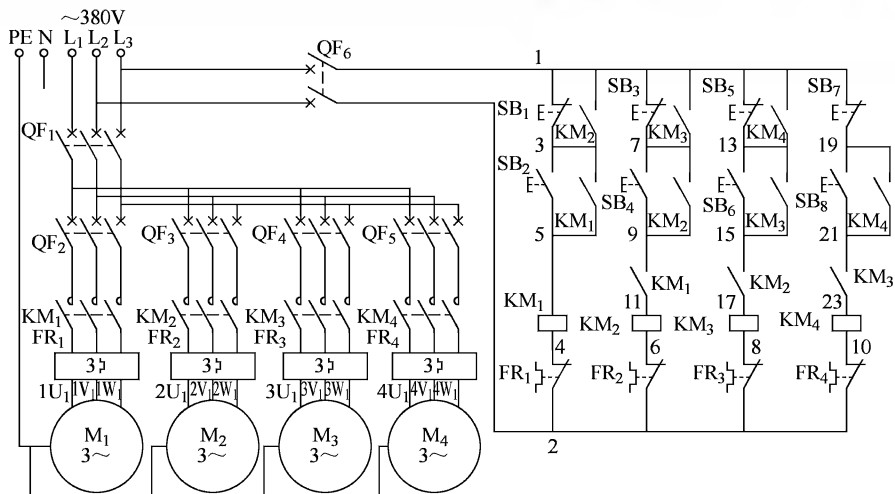 ~380V
PE N L₁ L₂ L₃
QF₆
1
QF₁
SB₁ KM₂ SB₃ KM₃ SB₅ KM₄ SB₇
3 7 13 19
SB₂ KM₁ SB₄ KM₂ SB₆ KM₃ SB₈ KM₄
QF₂ QF₃ QF₄ QF₅
5 9 15 21
KM₁ KM₂ KM₃
11 17 23
KM₁ KM₂ KM₃ KM₄
KM₁ KM₂ KM₃ KM₄
FR₁ FR₂ FR₃ FR₄
4 6 8 10
3 3 3 3
FR₁ FR₂ FR₃ FR₄
1U₁ 1V₁ 1W₁ 2U₁ 2V₁ 2W₁ 3U₁ 3V₁ 3W₁ 4U₁ 4V₁ 4W₁
M₁ M₂ M₃ M₄
3~ 3~ 3~ 3~
2